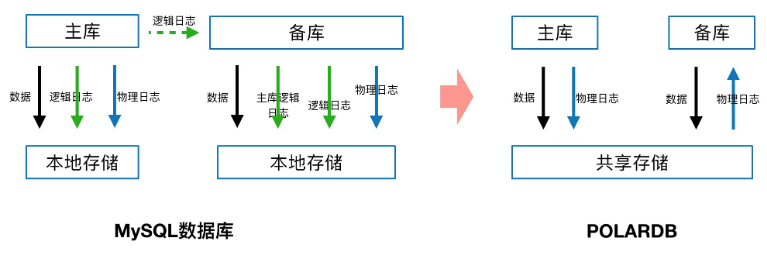 逻辑日志
主库
备库
主库
备库
数据
逻辑日志
物理日志
数据
主库逻辑
日志
逻辑日志
物理日志
数据
物理日志
数据
物理日志
本地存储
本地存储
共享存储
MySQL数据库
POLARDB